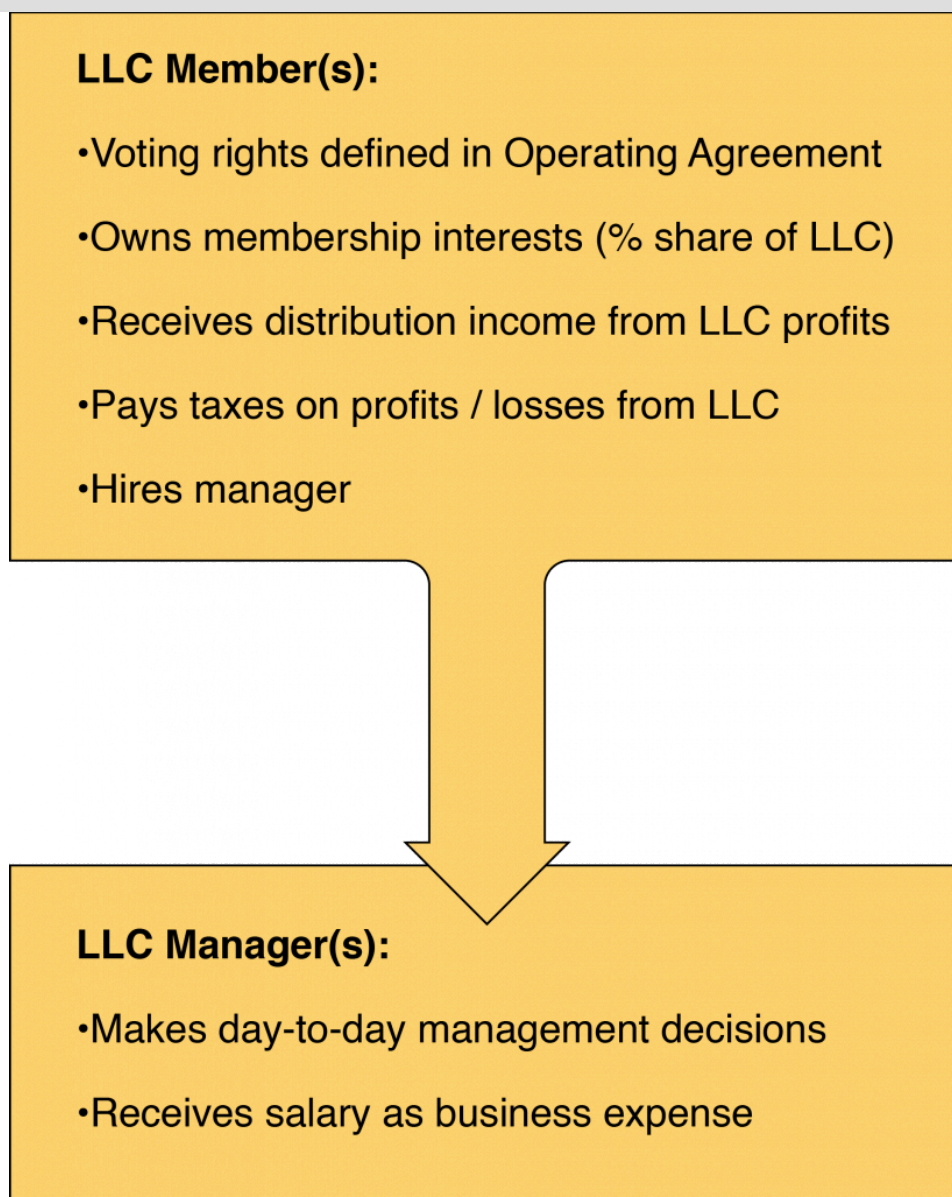 LLC Member(s):
•Voting rights defined in Operating Agreement
•Owns membership interests (% share of LLC)
•Receives distribution income from LLC profits
•Pays taxes on profits / losses from LLC
•Hires manager
LLC Manager(s):
•Makes day-to-day management decisions
•Receives salary as business expense